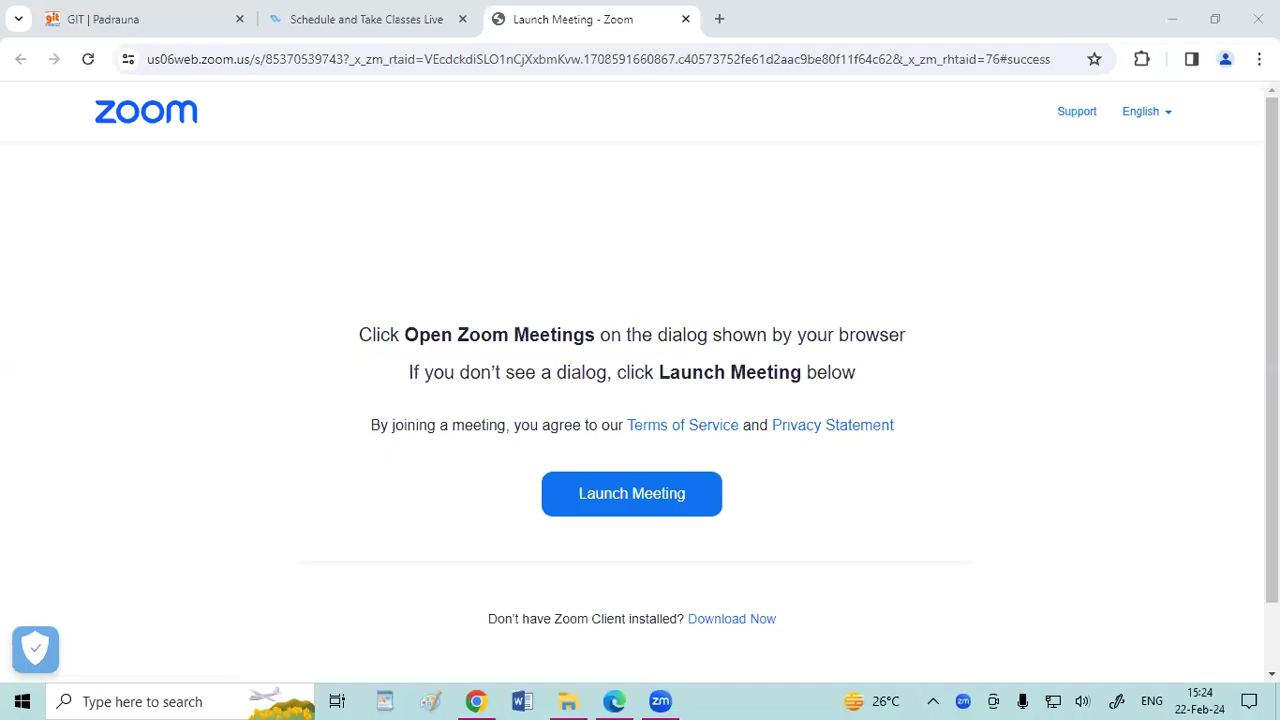 GIT | Padrauna
Schedule and Take Classes Live
Launch Meeting - Zoom
us06web.zoom.us/s/85370539743?_x_zm_rtaid=VEcdckdiSLO1nCjXxbmKvw.1708591660867.c40573752fe61d2aac9be80f11f64c62&_x_zm_rhtaid=76#success
zoom
Support
English
Click Open Zoom Meetings on the dialog shown by your browser
If you don’t see a dialog, click Launch Meeting below
By joining a meeting, you agree to our Terms of Service and Privacy Statement
Launch Meeting
Don’t have Zoom Client installed? Download Now
Type here to search
zm
26°C
zm
ENG
15:24
22-Feb-24